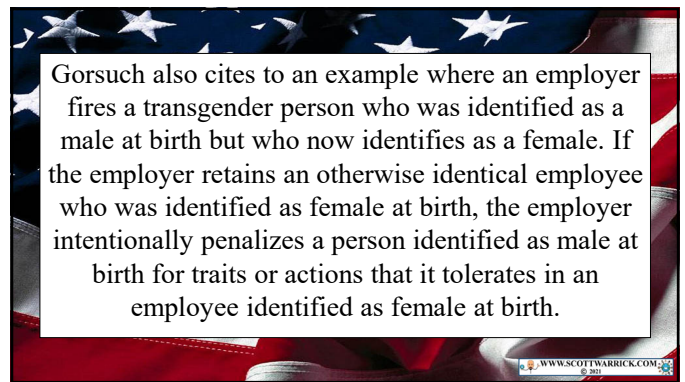 Gorsuch also cites to an example where an employer
fires a transgender person who was identified as a
male at birth but who now identifies as a female. If
the employer retains an otherwise identical employee
who was identified as female at birth, the employer
intentionally penalizes a person identified as male at
birth for traits or actions that it tolerates in an
employee identified as female at birth.
WWW.SCOTTWARRICK.COM
© 2021